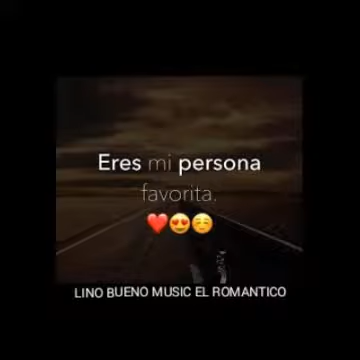 Eres mi persona
favorita.
❤️😍☺️
LINO BUENO MUSIC EL ROMANTICO